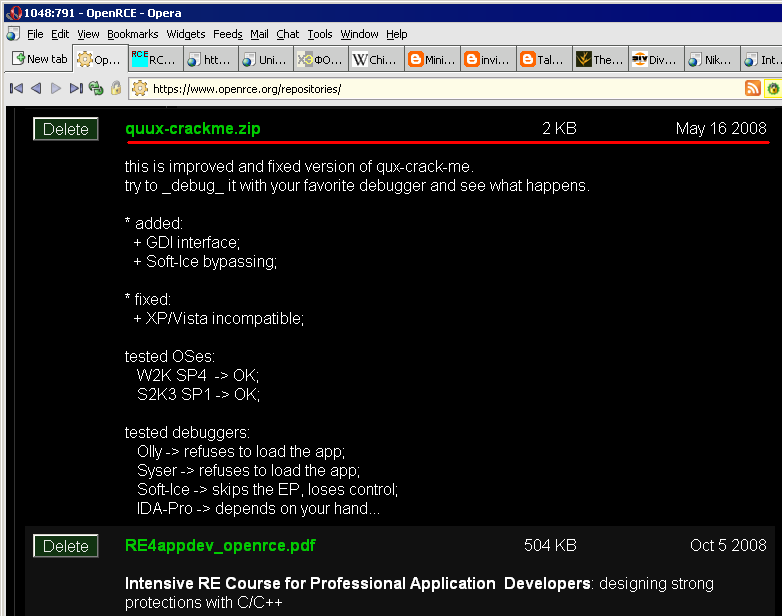 1048:791 - OpenRCE - Opera
File Edit View Bookmarks Widgets Feeds Mail Chat Tools Window Help
New tab Op... RCE RC... htt... Uni... ФО... W Chi... Mini... invi... Tal... The... Div... Nik... Int...
https://www.openrce.org/repositories/
Delete quux-crackme.zip 2 KB May 16 2008
this is improved and fixed version of qux-crack-me.
try to _debug_ it with your favorite debugger and see what happens.
* added:
+ GDI interface;
+ Soft-Ice bypassing;
* fixed:
+ XP/Vista incompatible;
tested OSes:
W2K SP4 -> OK;
S2K3 SP1 -> OK;
tested debuggers:
Olly -> refuses to load the app;
Syser -> refuses to load the app;
Soft-Ice -> skips the EP, loses control;
IDA-Pro -> depends on your hand...
Delete RE4appdev_openrce.pdf 504 KB Oct 5 2008
Intensive RE Course for Professional Application Developers: designing strong
protections with C/C++